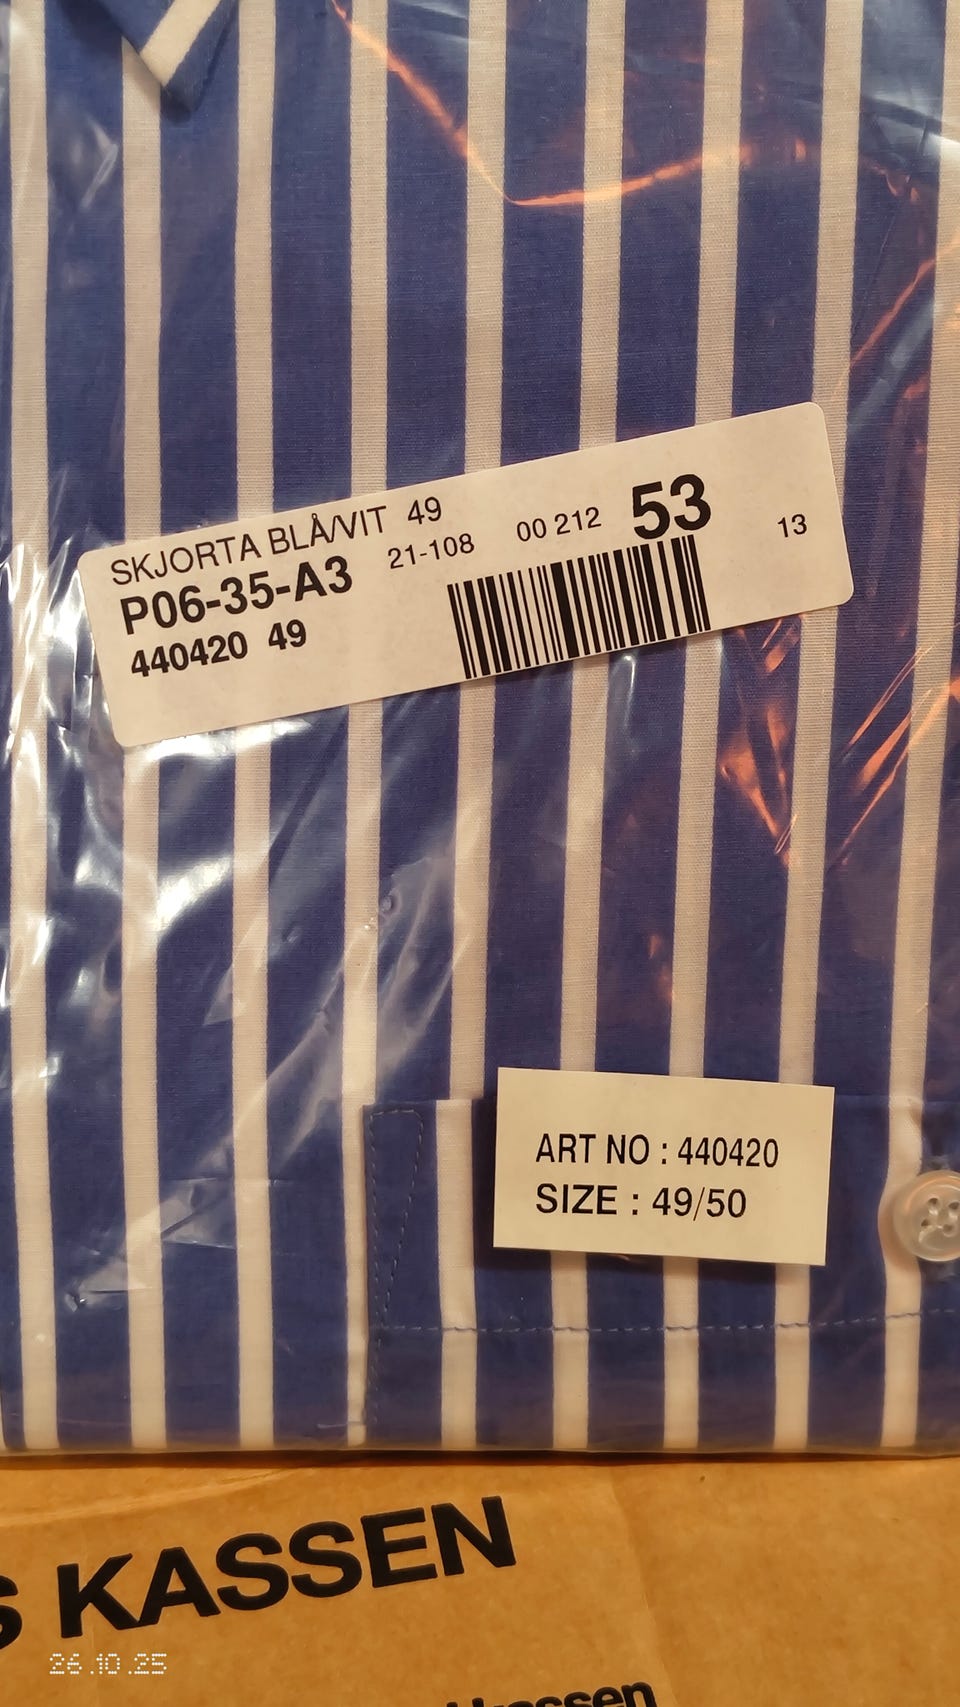 SKJORTA BLÅ/VIT 49
P06-35-A3 21-108 00 212 53 13
440420 49
ART NO : 440420
SIZE : 49/50
S KASSEN
26.10.25